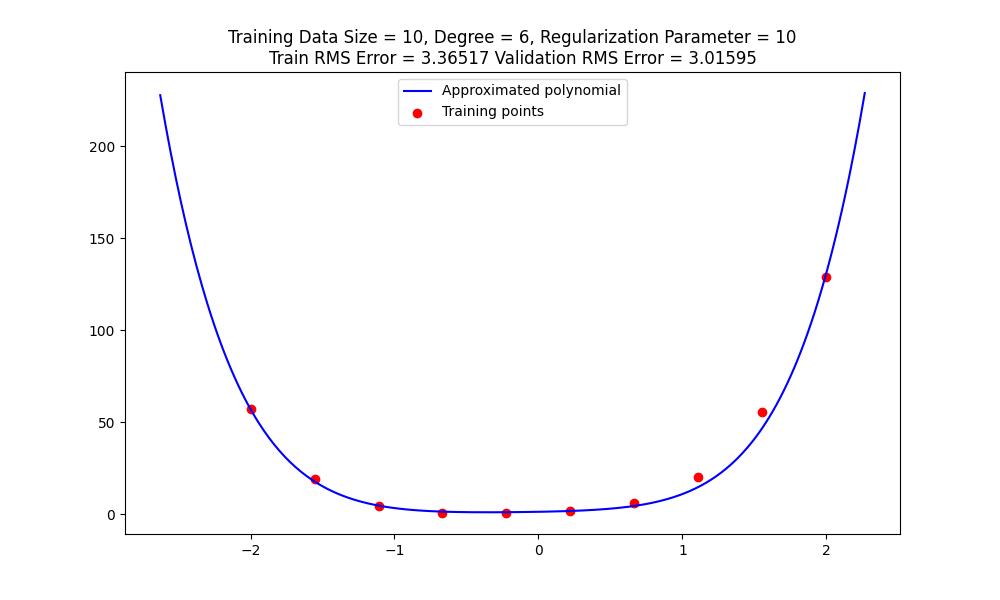 Training Data Size = 10, Degree = 6, Regularization Parameter = 10
Train RMS Error = 3.36517 Validation RMS Error = 3.01595
Approximated polynomial
Training points
200
150
100
50
0
−2 −1 0 1 2